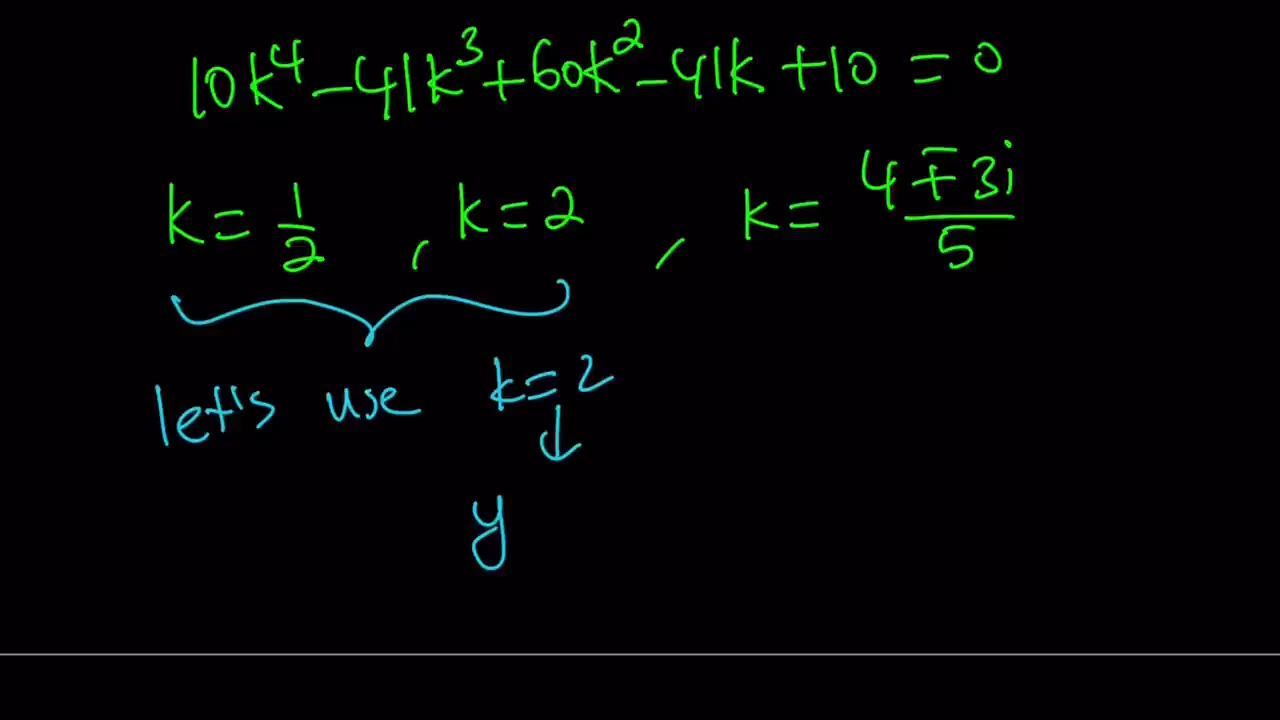 10k⁴ - 41k³ + 60k² - 41k + 10 = 0
k = 1/2 , k = 2 , k = (4 ∓ 3i)/5
let's use k = 2
↓
y